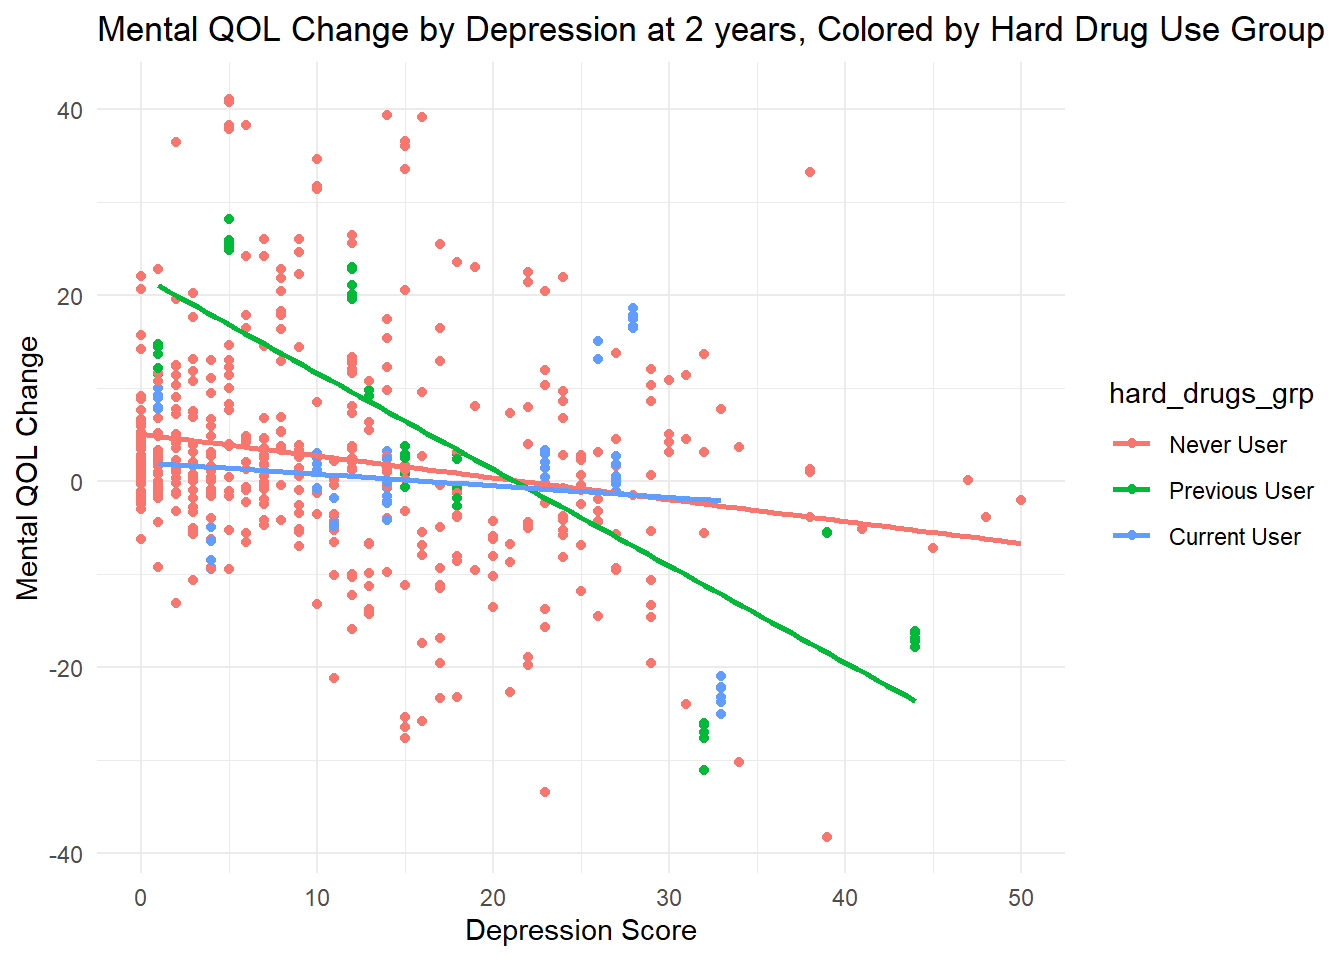 Mental QOL Change by Depression at 2 years, Colored by Hard Drug Use Group
Mental QOL Change
40
20
0
-20
-40
0 10 20 30 40 50
Depression Score
hard_drugs_grp
Never User
Previous User
Current User